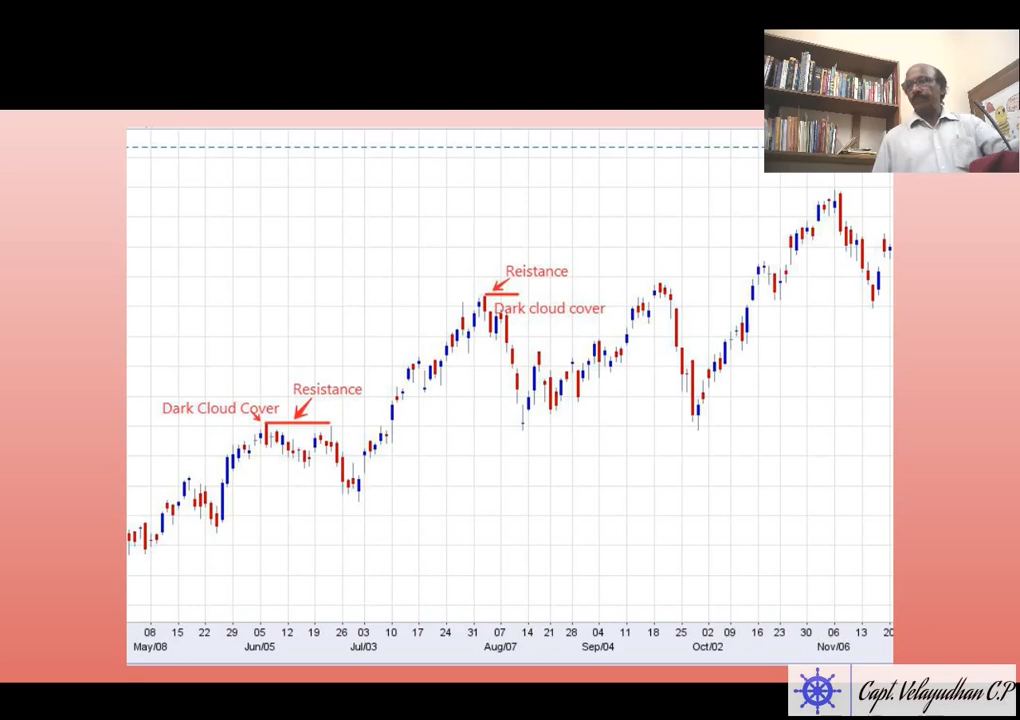 Reistance
Dark cloud cover
Resistance
Dark Cloud Cover
08 15 22 29 05 12 19 26 03 10 17 24 31 07 14 21 28 04 11 18 25 02 09 16 23 30 06 13 20
May/08 Jun/05 Jul/03 Aug/07 Sep/04 Oct/02 Nov/06
Capt. Velayudhan C.P